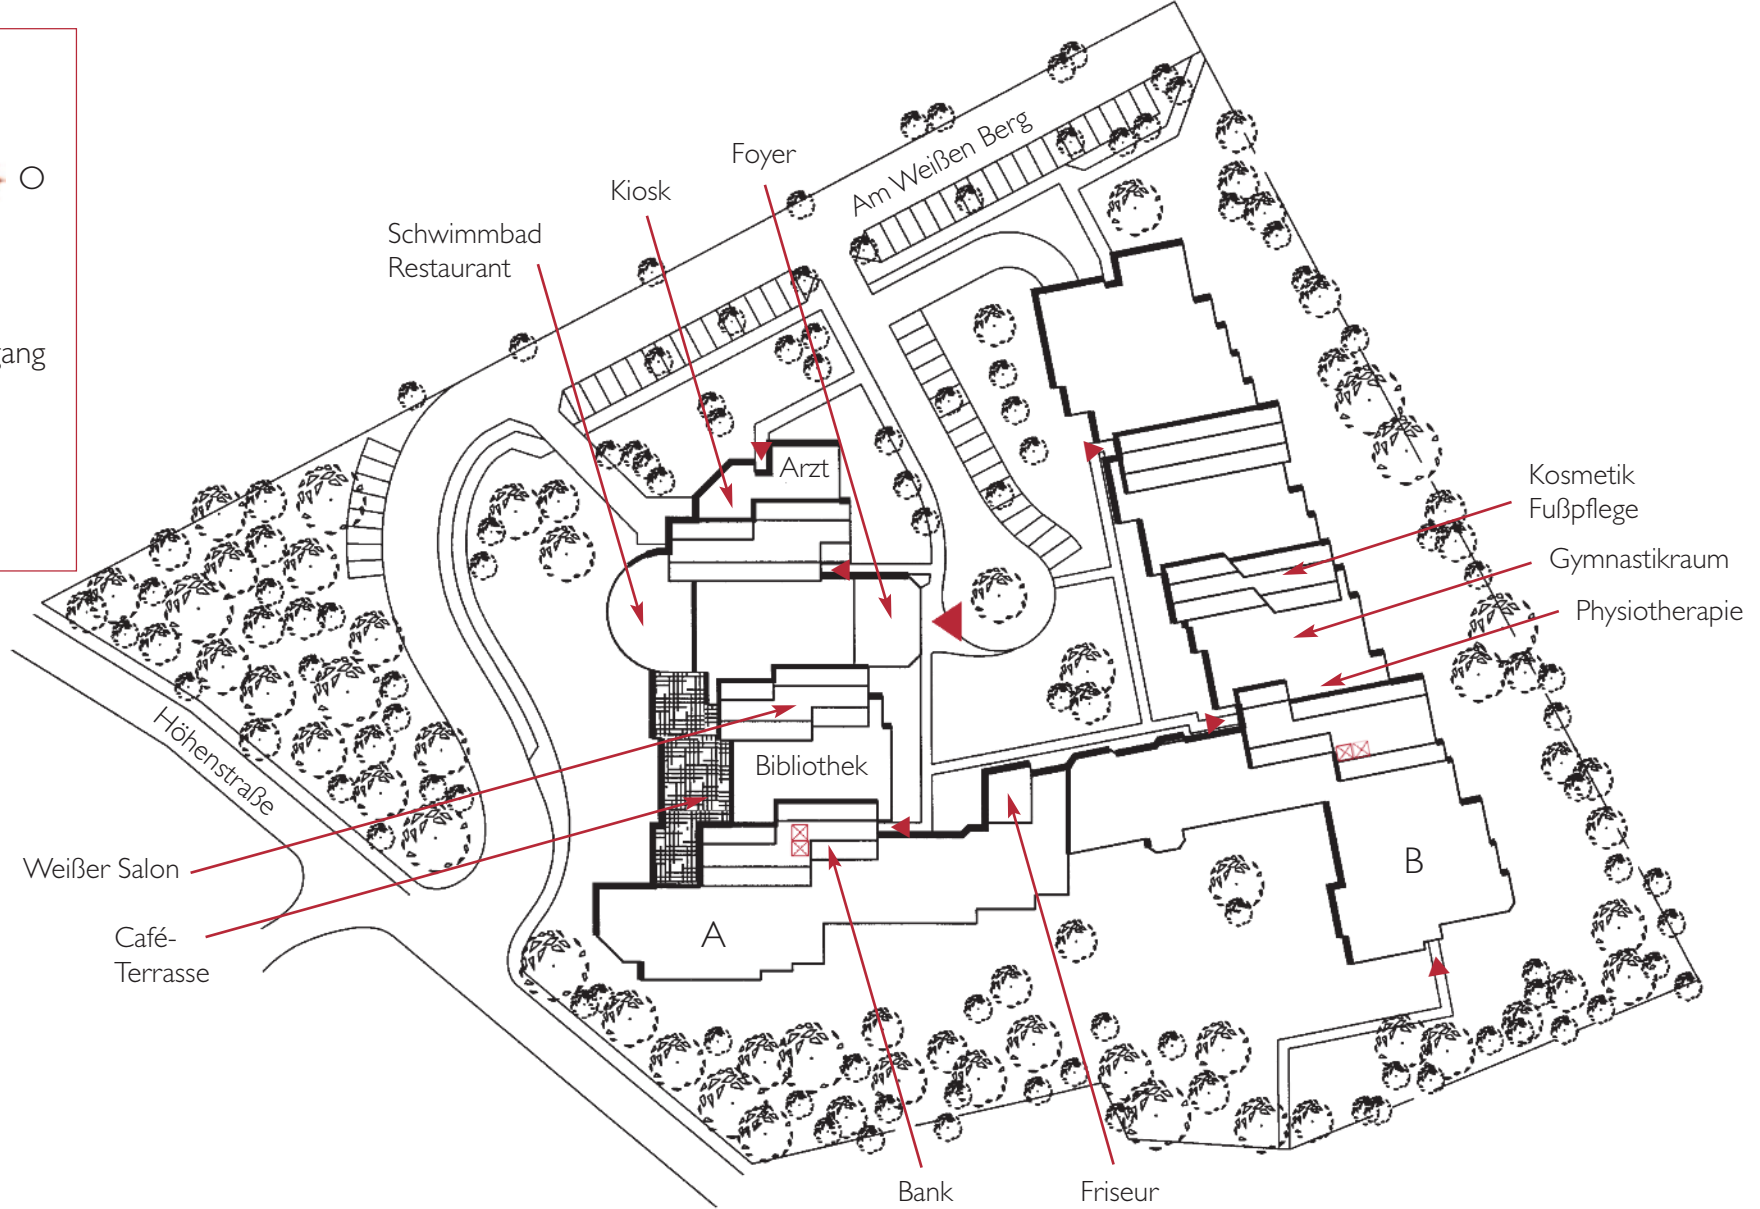 O
Am Weißen Berg
Foyer
Kiosk
Schwimmbad
Restaurant
Arzt
Kosmetik
Fußpflege
Gymnastikraum
Physiotherapie
Höhenstraße
Bibliothek
Weißer Salon
B
A
Café-
Terrasse
Bank
Friseur